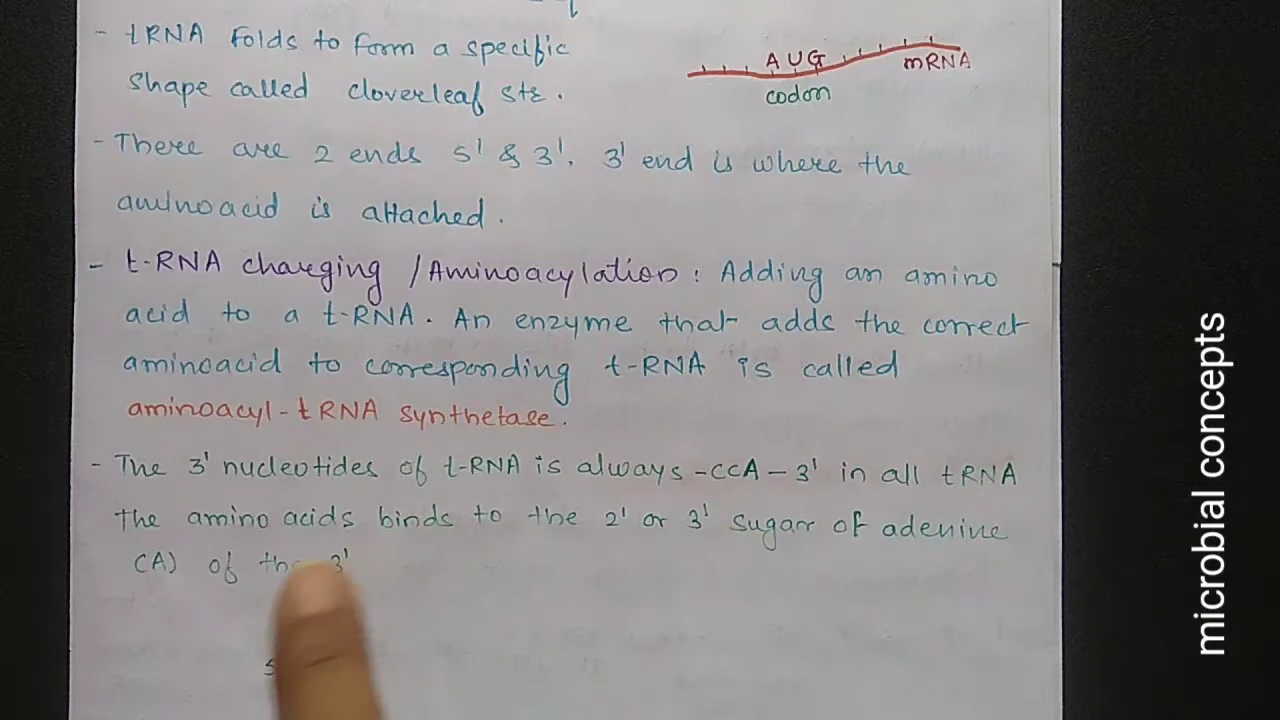 - tRNA folds to form a specific
shape called cloverleaf str.
AUG
mRNA
codon
- There are 2 ends 5' & 3'. 3' end is where the
aminoacid is attached.
- t-RNA charging / Aminoacylation : Adding an amino
acid to a t-RNA. An enzyme that adds the correct
aminoacid to corresponding t-RNA is called
aminoacyl-tRNA synthetase.
- The 3' nucleotides of t-RNA is always -CCA-3' in all tRNA
the amino acids binds to the 2' or 3' sugar of adenine
(A) of the 3'
microbial concepts